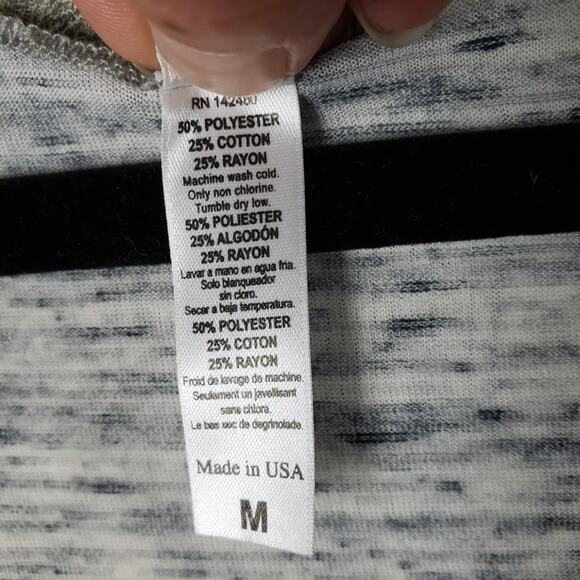 RN 142480
50% POLYESTER
25% COTTON
25% RAYON
Machine wash cold.
Only non chlorine.
Tumble dry low.
50% POLIESTER
25% ALGODÓN
25% RAYON
Lavar a mano en agua fria.
Solo blanqueador
sin cloro.
Secar a baja temperatura.
50% POLYESTER
25% COTON
25% RAYON
Froid de lavage de machine.
Seulement un javellisant
sans chlora.
Le bas sec de degrinolade.
Made in USA
M